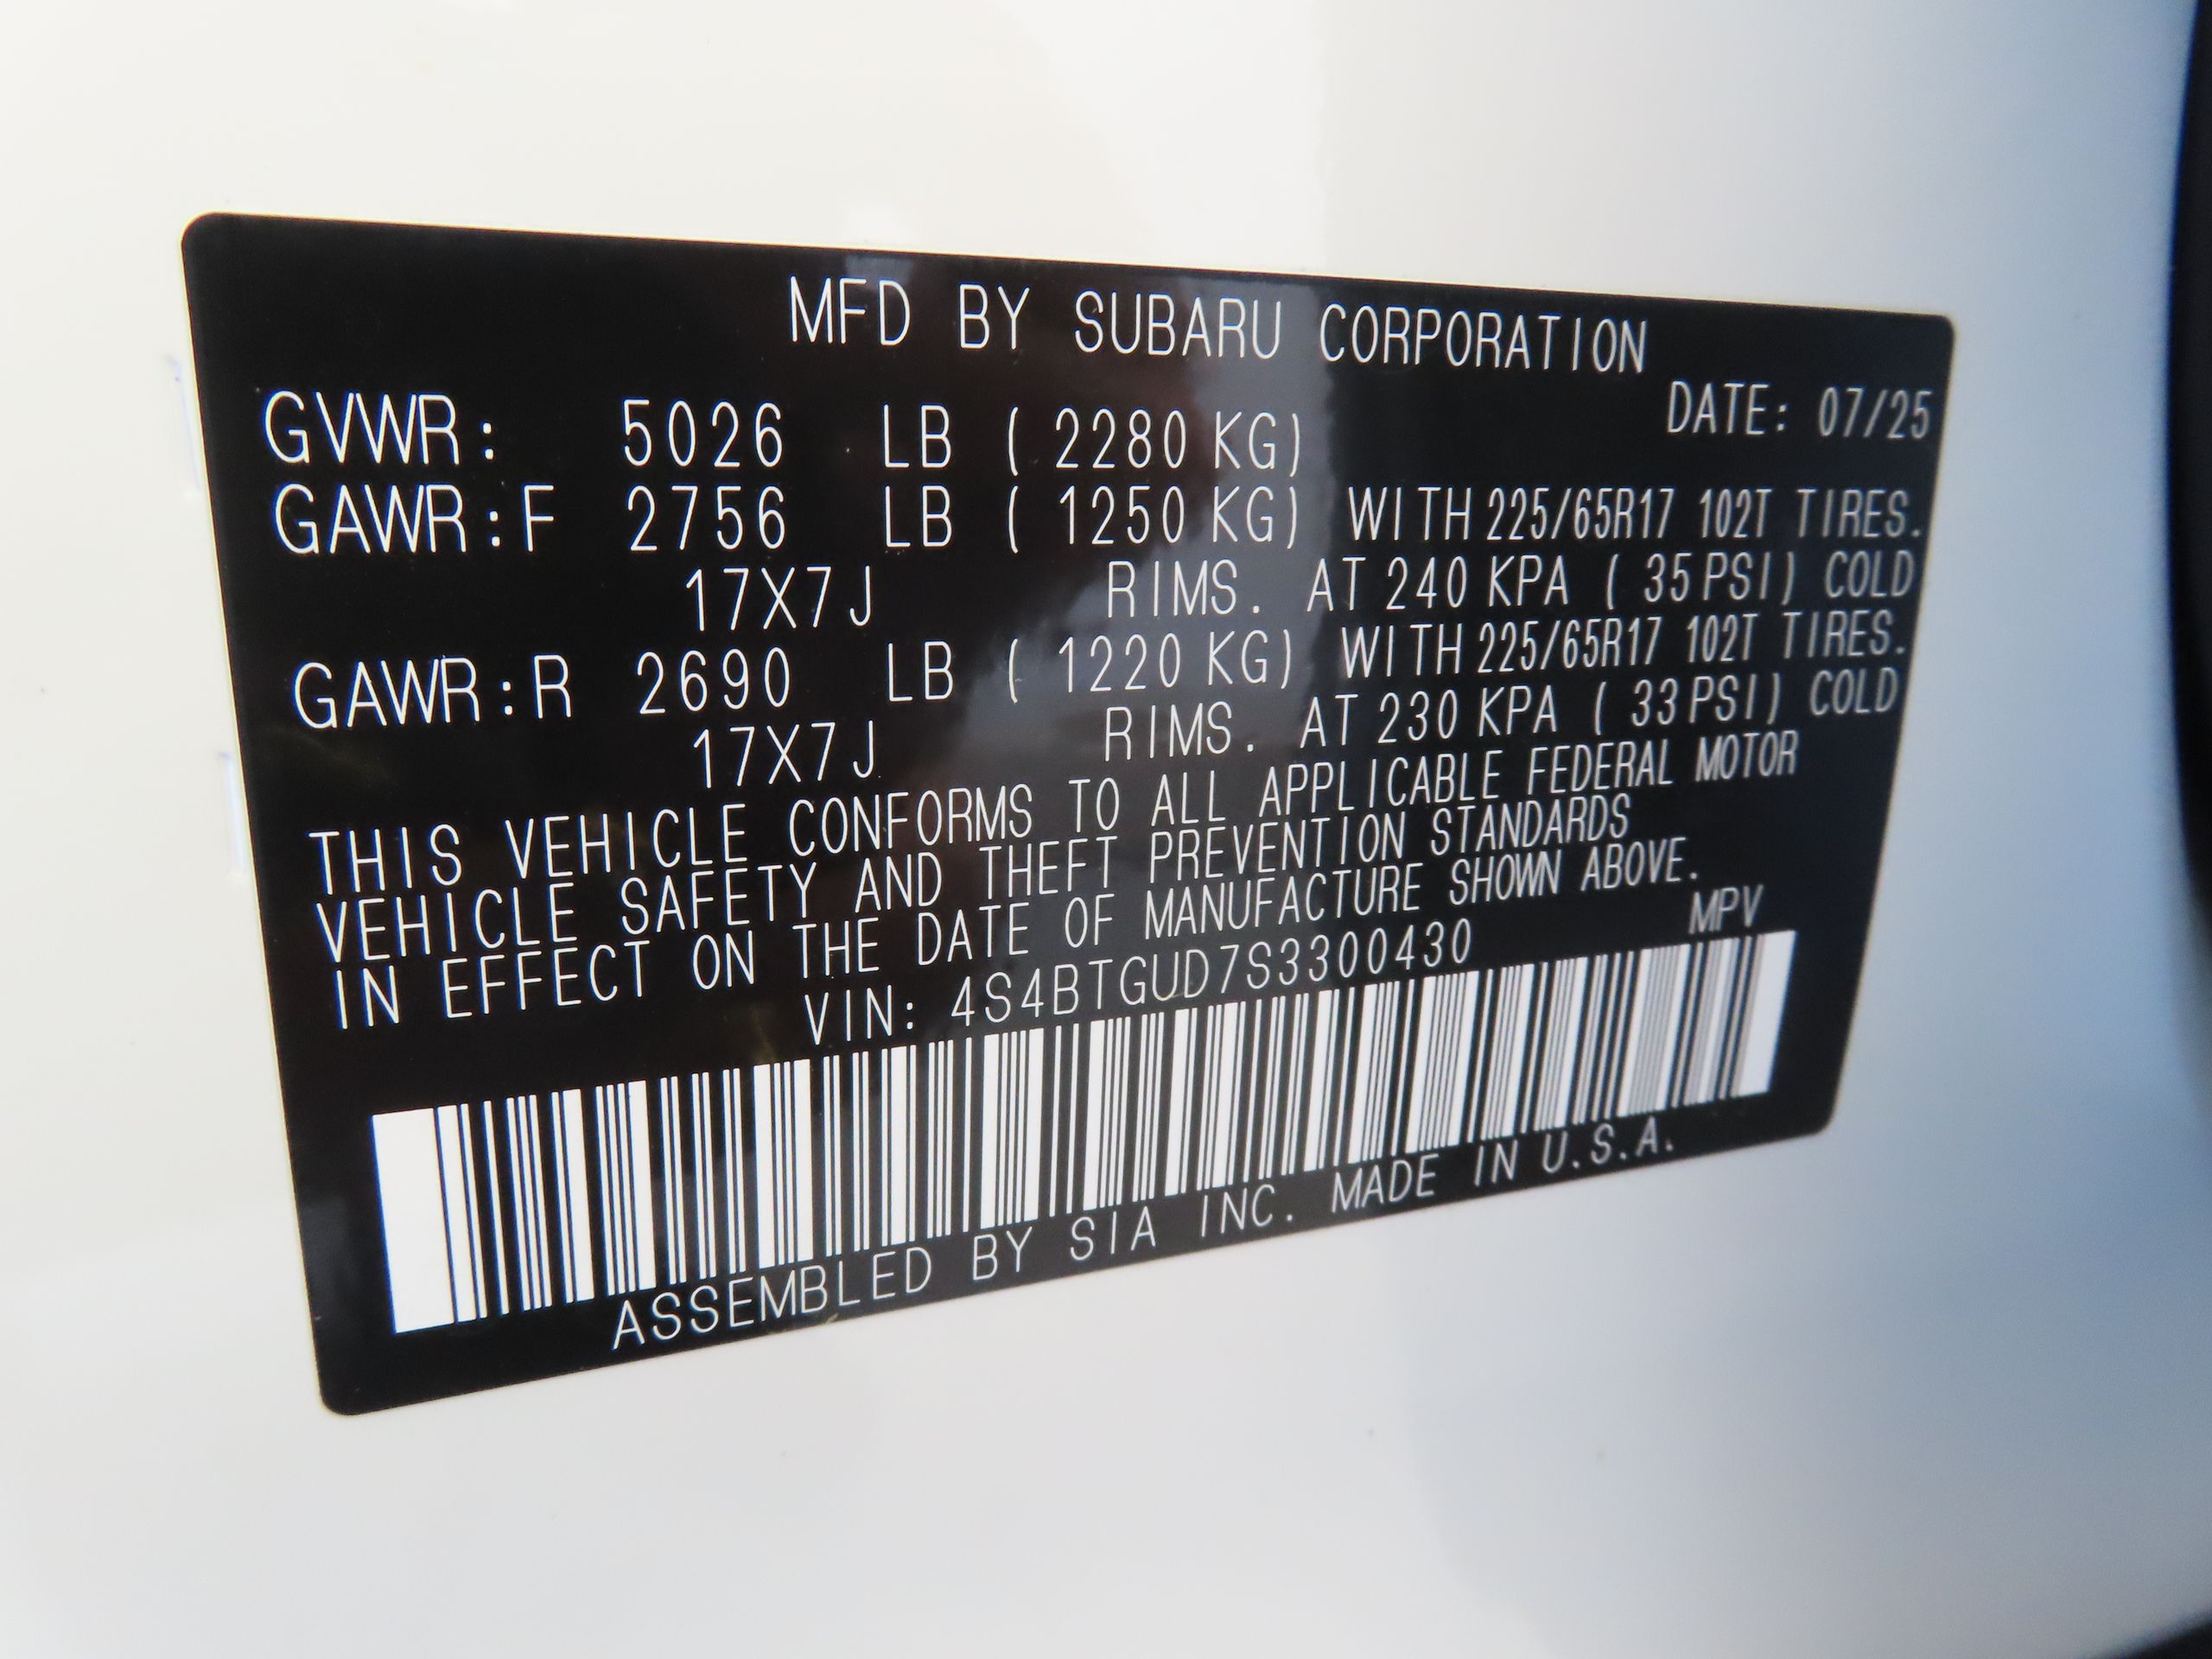 MFD BY SUBARU CORPORATION
DATE: 07/25
GVWR: 5026 LB ( 2280 KG)
GAWR:F 2756 LB ( 1250 KG) WITH 225/65R17 102T TIRES.
17X7J RIMS. AT 240 KPA ( 35 PSI) COLD
GAWR:R 2690 LB ( 1220 KG) WITH 225/65R17 102T TIRES.
17X7J RIMS. AT 230 KPA ( 33 PSI) COLD
THIS VEHICLE CONFORMS TO ALL APPLICABLE FEDERAL MOTOR
VEHICLE SAFETY AND THEFT PREVENTION STANDARDS
IN EFFECT ON THE DATE OF MANUFACTURE SHOWN ABOVE.
VIN: 4S4BTGUD7S3300430 MPV
ASSEMBLED BY SIA INC. MADE IN U.S.A.